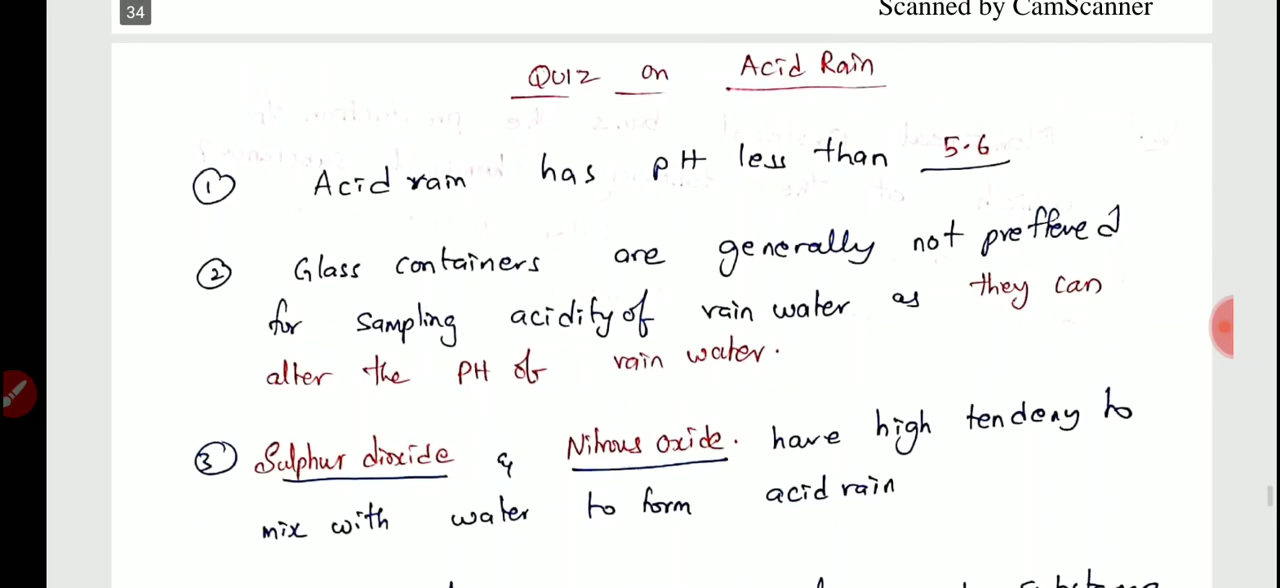 34
Scanned by CamScanner
Quiz on Acid Rain
① Acid rain has pH less than 5.6
② Glass containers are generally not preffered
for sampling acidity of rain water as they can
alter the PH of rain water.
③ Sulphur dioxide & Nitrous oxide. have high tendeny to
mix with water to form acid rain